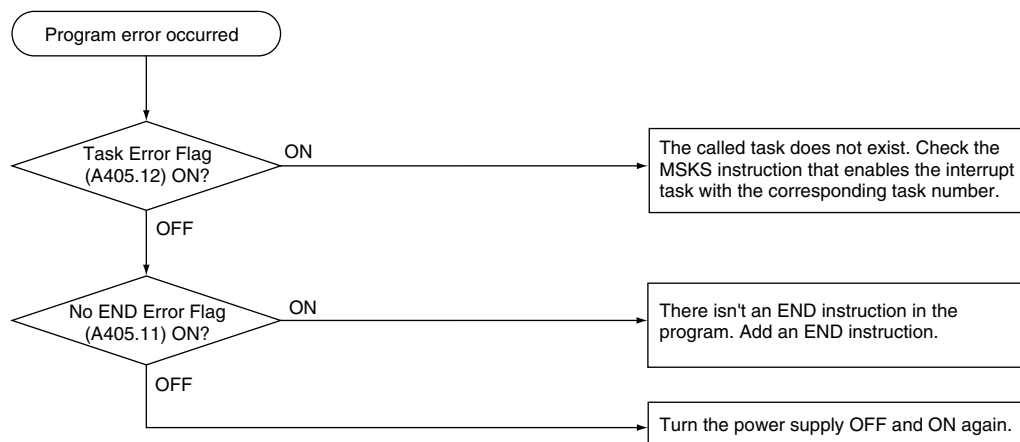 Program error occurred
Task Error Flag
(A405.12) ON?
ON
The called task does not exist. Check the
MSKS instruction that enables the interrupt
task with the corresponding task number.
OFF
No END Error Flag
(A405.11) ON?
ON
There isn't an END instruction in the
program. Add an END instruction.
OFF
Turn the power supply OFF and ON again.